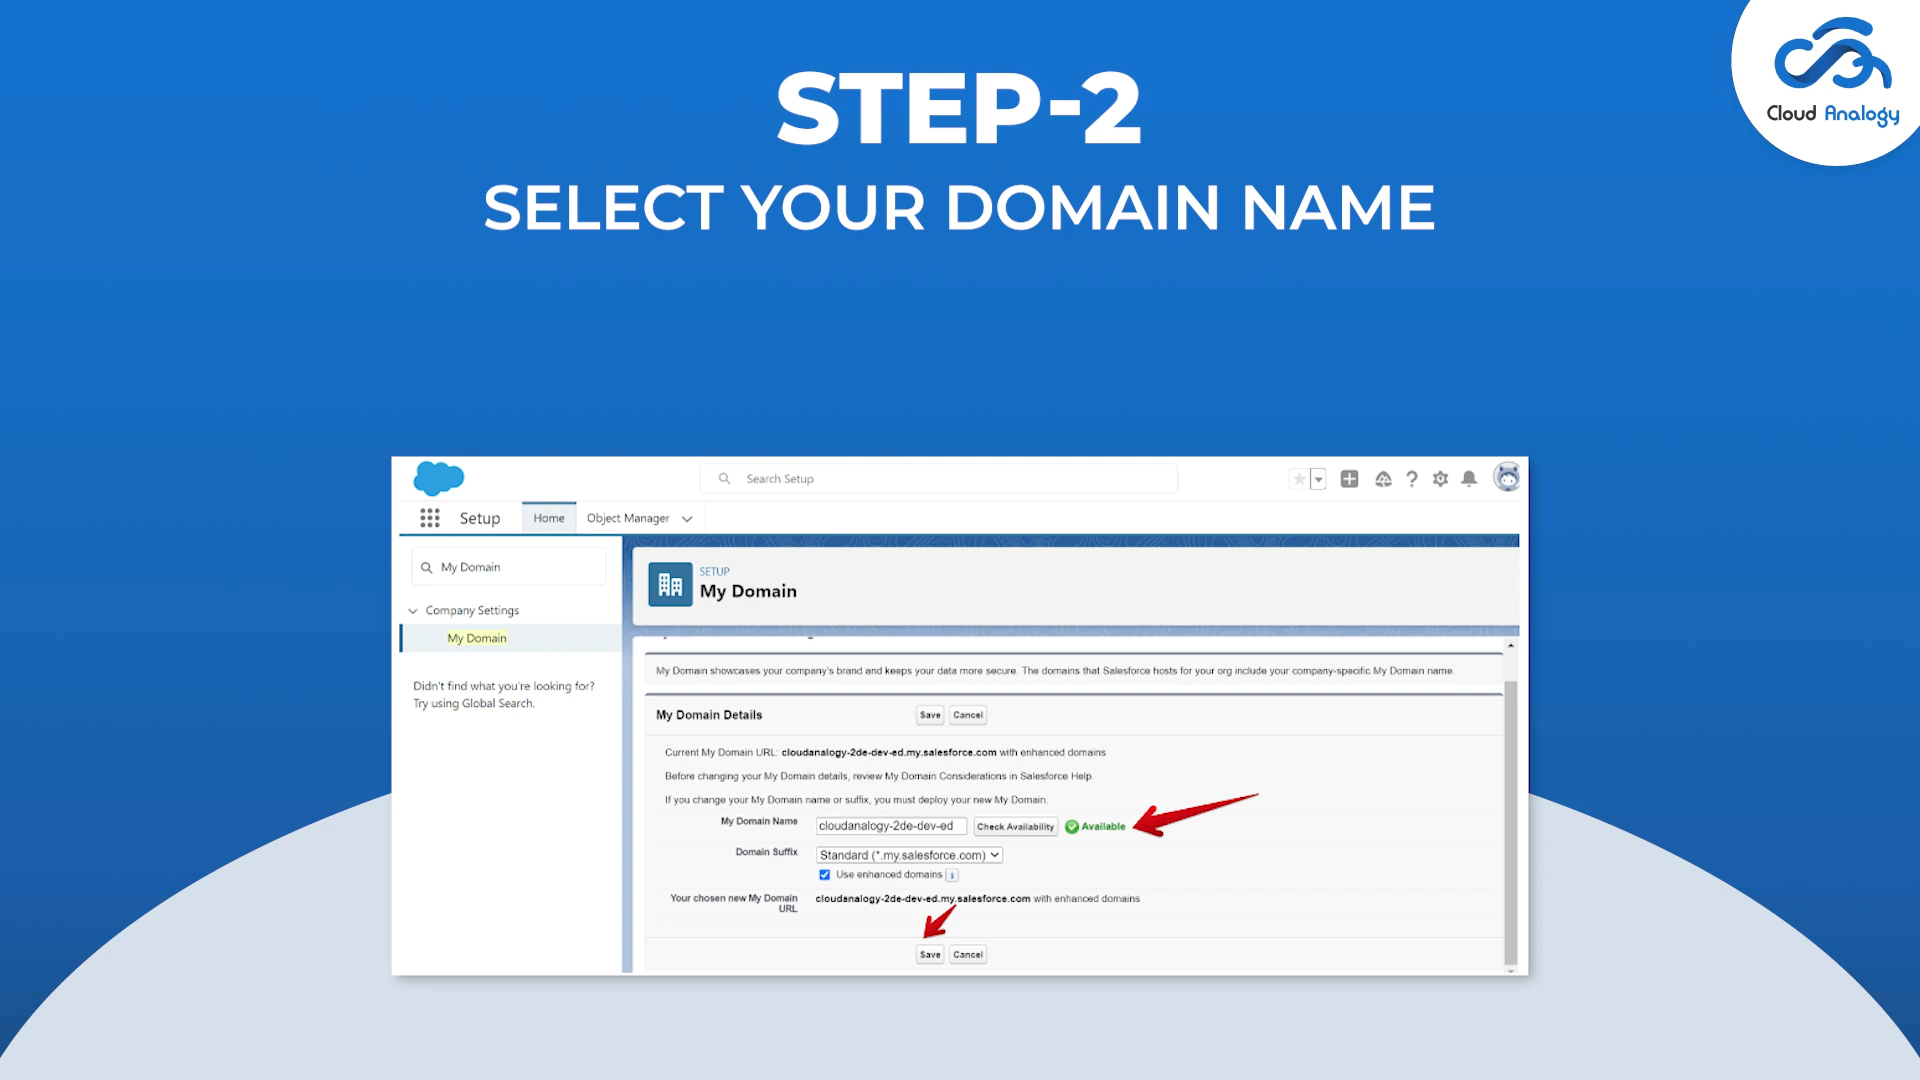 STEP-2
SELECT YOUR DOMAIN NAME
Cloud Analogy
Search Setup
Setup
Home
Object Manager
My Domain
Company Settings
My Domain
Didn't find what you're looking for?
Try using Global Search.
SETUP
My Domain
My Domain showcases your company's brand and keeps your data more secure. The domains that Salesforce hosts for your org include your company-specific My Domain name.
My Domain Details
Save Cancel
Current My Domain URL: cloudanalogy-2de-dev-ed.my.salesforce.com with enhanced domains
Before changing your My Domain details, review My Domain Considerations in Salesforce Help.
If you change your My Domain name or suffix, you must deploy your new My Domain.
My Domain Name cloudanalogy-2de-dev-ed Check Availability Available
Domain Suffix Standard (*.my.salesforce.com)
Use enhanced domains i
Your chosen new My Domain cloudanalogy-2de-dev-ed.my.salesforce.com with enhanced domains
URL
Save Cancel